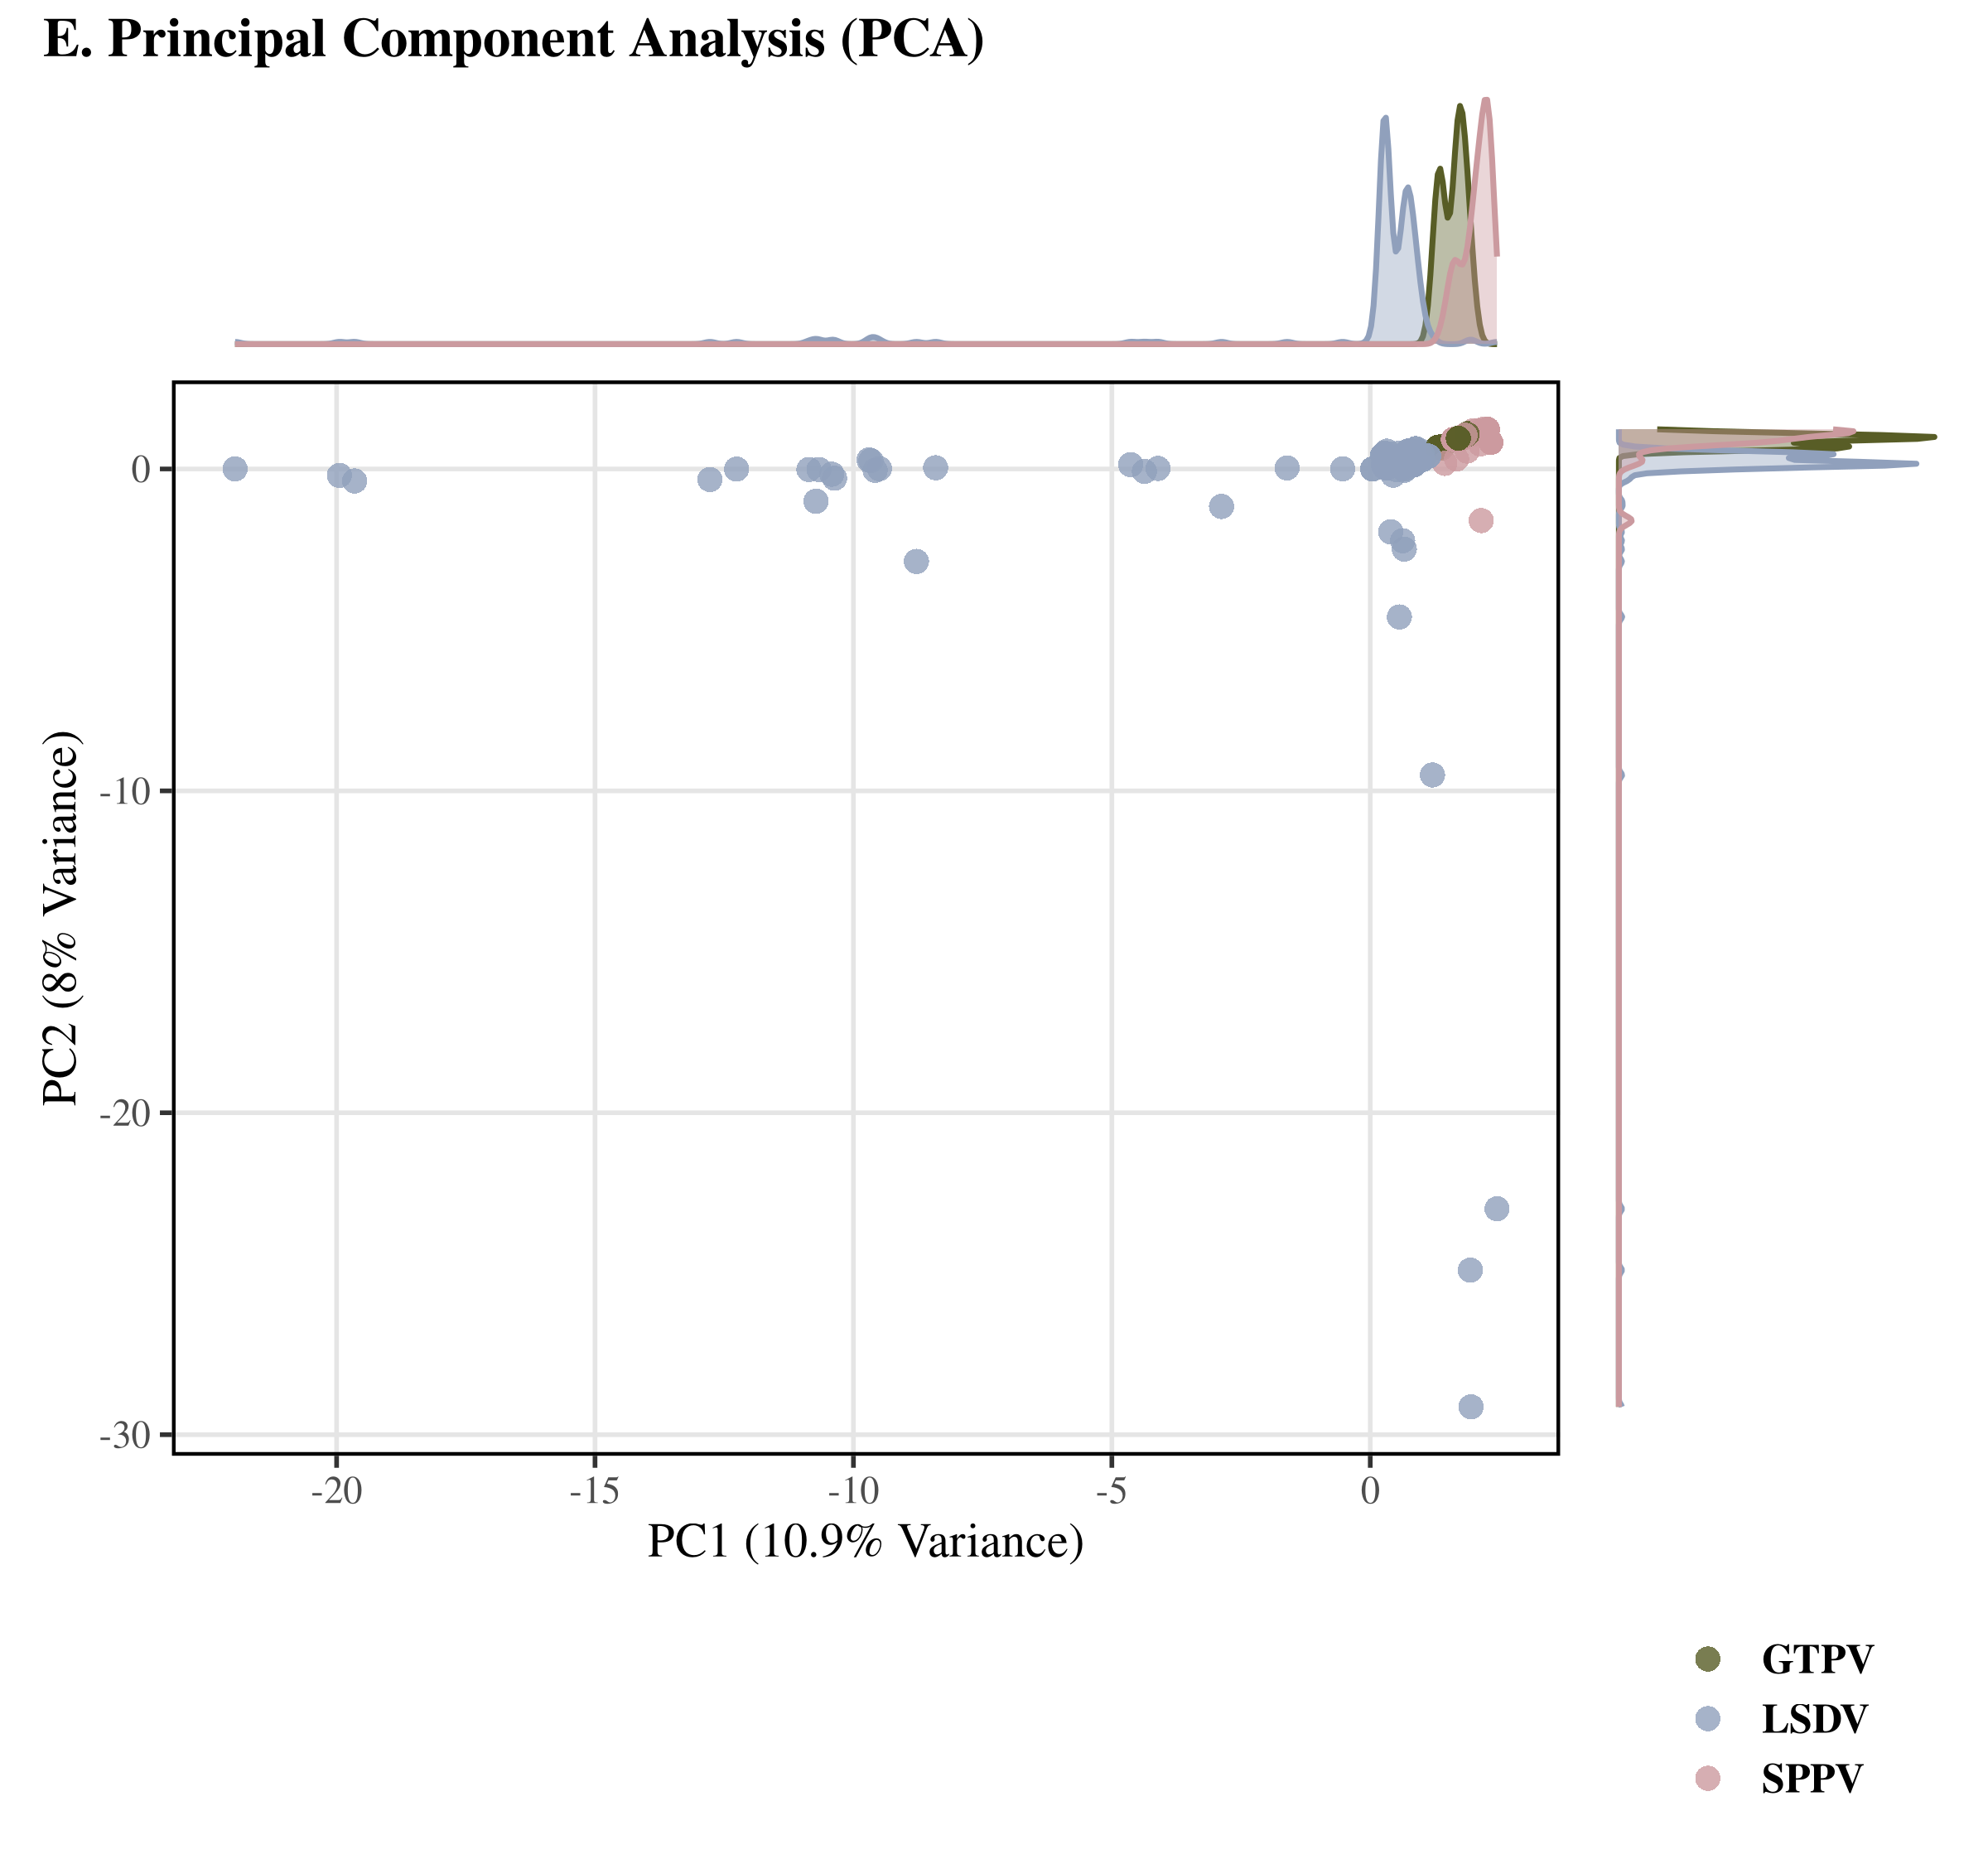 E. Principal Component Analysis (PCA)
0
-10
-20
-30
PC2 (8% Variance)
-20
-15
-10
-5
0
PC1 (10.9% Variance)
GTPV
LSDV
SPPV